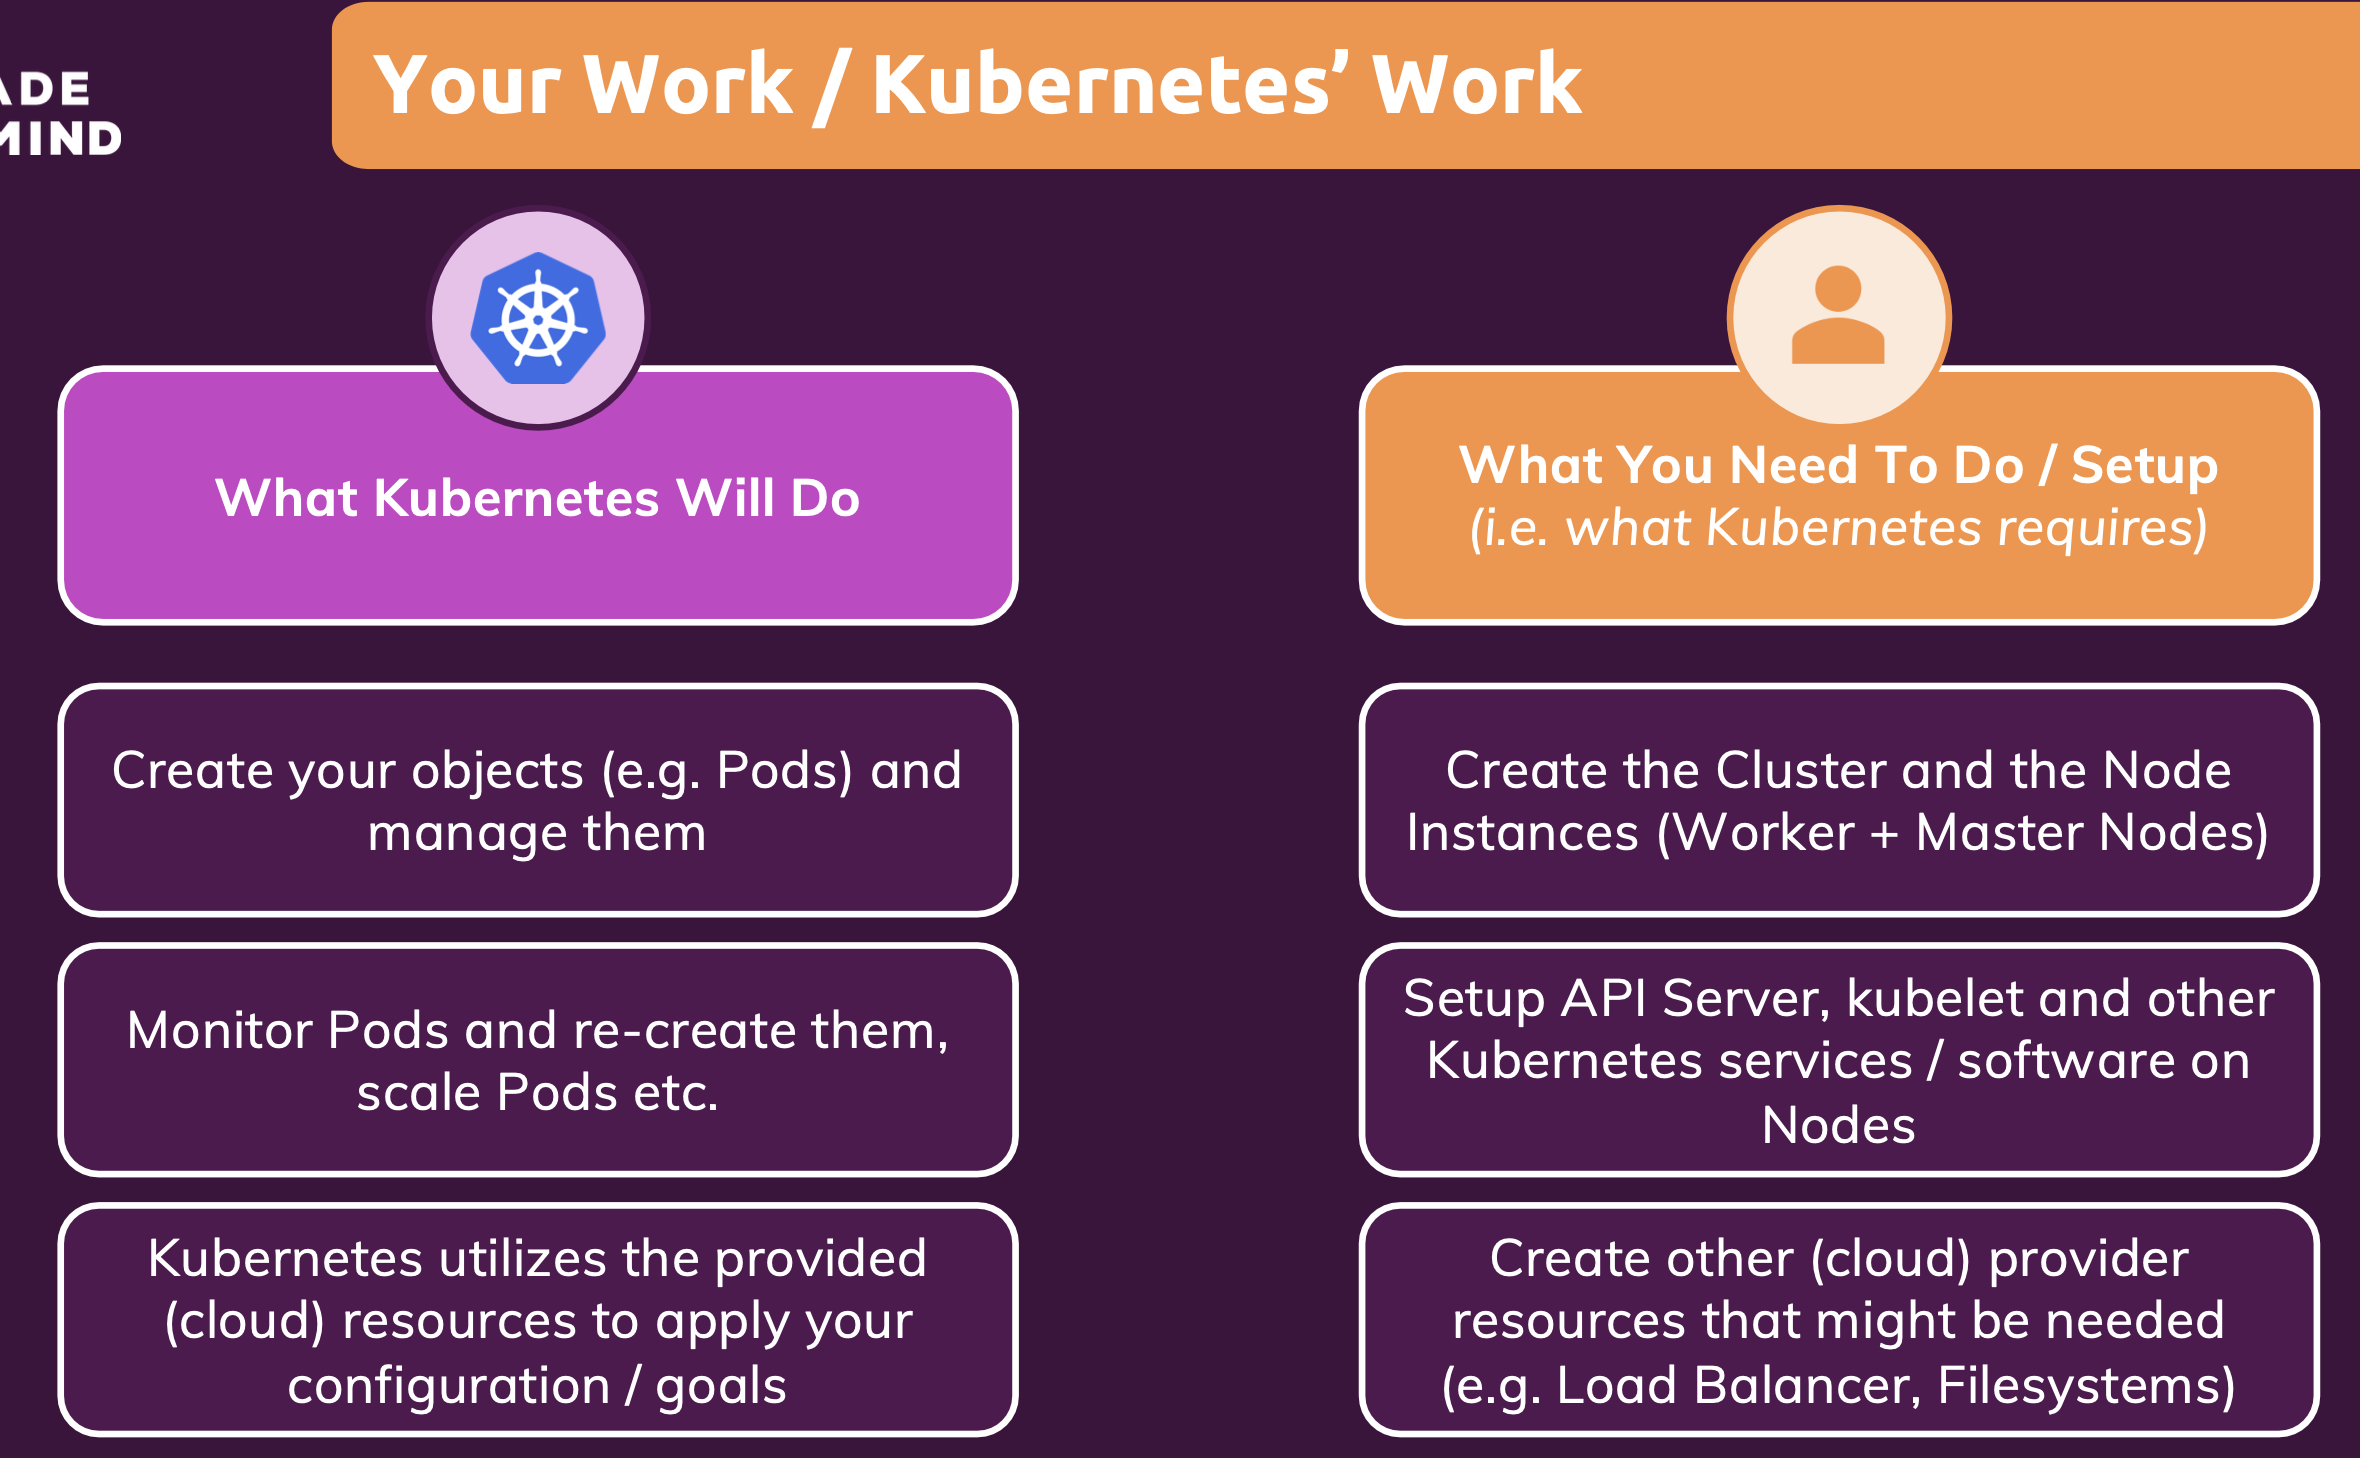 ADE
MIND
Your Work / Kubernetes’ Work
What Kubernetes Will Do
Create your objects (e.g. Pods) and
manage them
Monitor Pods and re-create them,
scale Pods etc.
Kubernetes utilizes the provided
(cloud) resources to apply your
configuration / goals
What You Need To Do / Setup
(i.e. what Kubernetes requires)
Create the Cluster and the Node
Instances (Worker + Master Nodes)
Setup API Server, kubelet and other
Kubernetes services / software on
Nodes
Create other (cloud) provider
resources that might be needed
(e.g. Load Balancer, Filesystems)